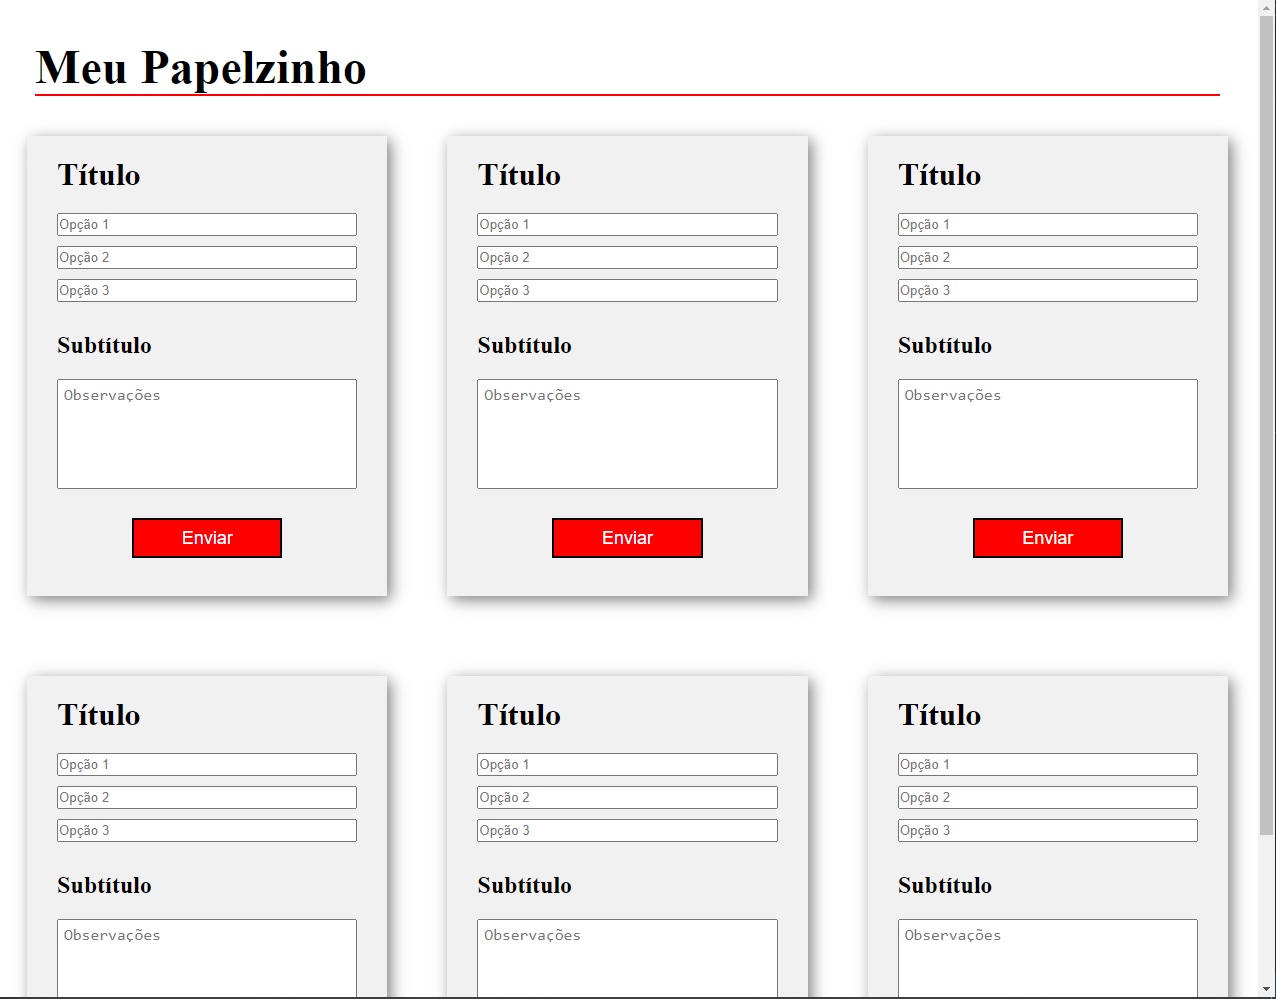 Meu Papelzinho
Título
Opção 1
Opção 2
Opção 3
Subtítulo
Observações
Enviar
Título
Opção 1
Opção 2
Opção 3
Subtítulo
Observações
Enviar
Título
Opção 1
Opção 2
Opção 3
Subtítulo
Observações
Enviar
Título
Opção 1
Opção 2
Opção 3
Subtítulo
Observações
Título
Opção 1
Opção 2
Opção 3
Subtítulo
Observações
Título
Opção 1
Opção 2
Opção 3
Subtítulo
Observações